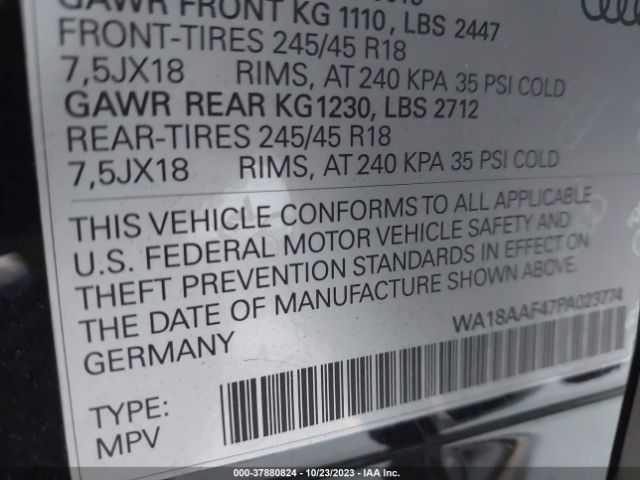 GAWR FRONT KG 1110, LBS 2447
FRONT-TIRES 245/45 R18
7,5JX18 RIMS, AT 240 KPA 35 PSI COLD
GAWR REAR KG1230, LBS 2712
REAR-TIRES 245/45 R18
7,5JX18 RIMS, AT 240 KPA 35 PSI COLD
THIS VEHICLE CONFORMS TO ALL APPLICABLE
U.S. FEDERAL MOTOR VEHICLE SAFETY AND
THEFT PREVENTION STANDARDS IN EFFECT ON
THE DATE OF MANUFACTURE SHOWN ABOVE.
GERMANY
WA18AAF47PA023774
TYPE:
MPV
000-37880824 | 10/23/2023 | IAA Inc.